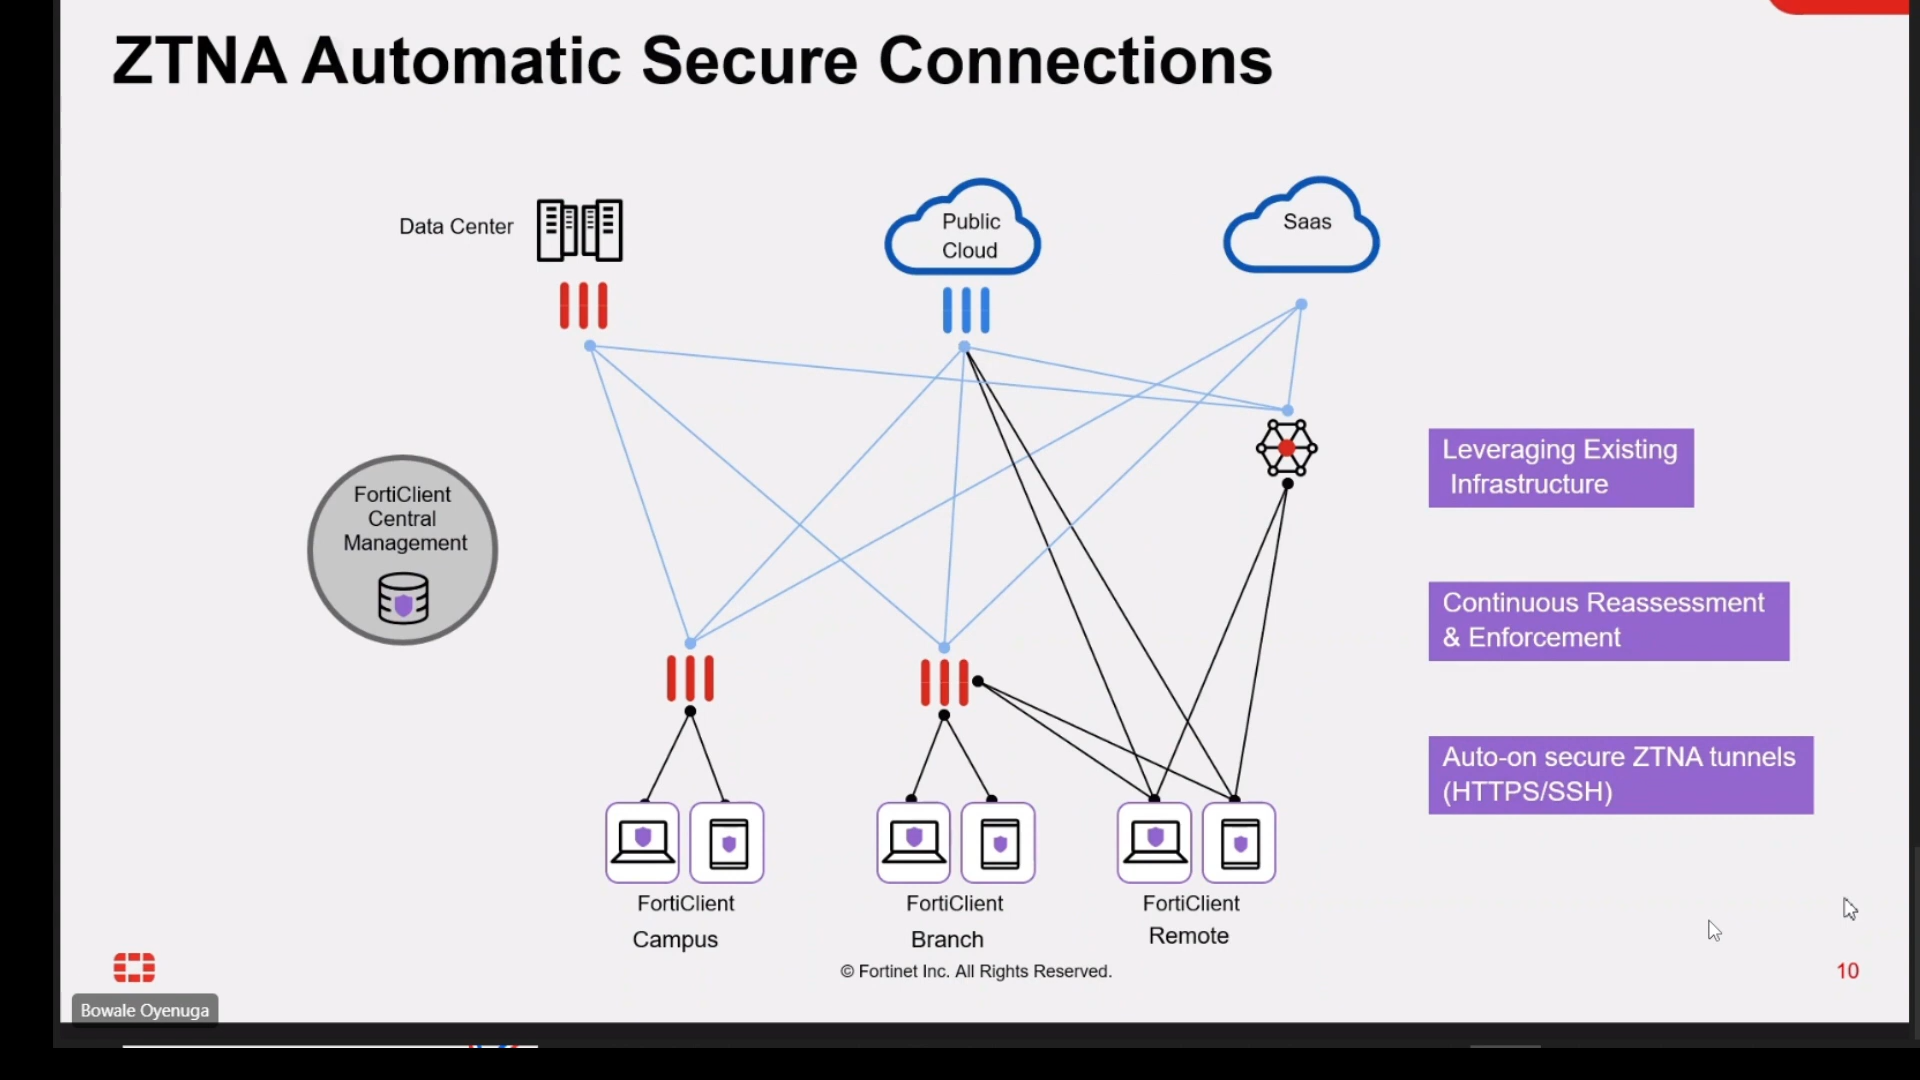 ZTNA Automatic Secure Connections
Data Center
Public
Cloud
Saas
FortiClient
Central
Management
Leveraging Existing
Infrastructure
Continuous Reassessment
& Enforcement
Auto-on secure ZTNA tunnels
(HTTPS/SSH)
FortiClient
Campus
FortiClient
Branch
FortiClient
Remote
© Fortinet Inc. All Rights Reserved.
10
Bowale Oyenuga